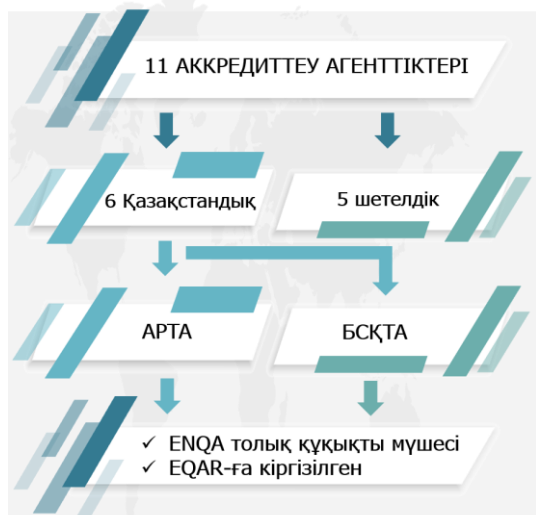 11 АККРЕДИТТЕУ АГЕНТТІКТЕРІ
6 Қазақстандық
5 шетелдік
АРТА
БСҚТА
✓ ENQA толық құқықты мүшесі
✓ EQAR-ға кіргізілген